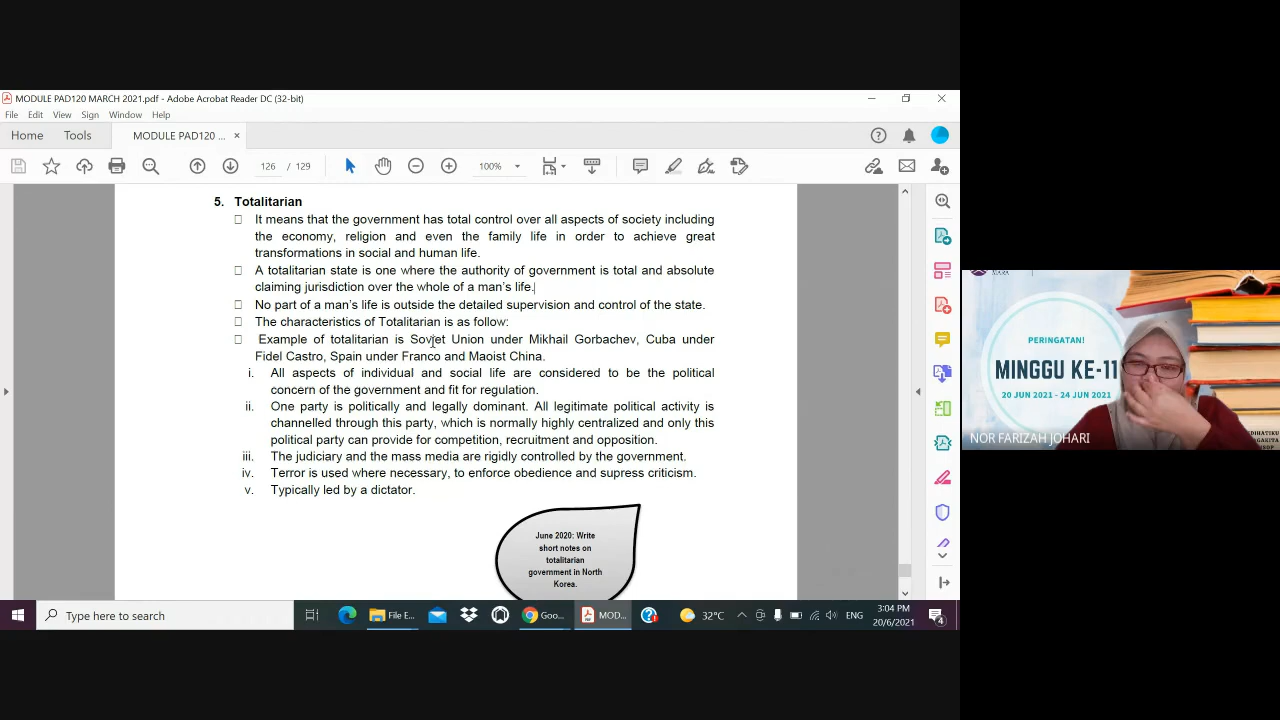 MODULE PAD120 MARCH 2021.pdf - Adobe Acrobat Reader DC (32-bit)
File Edit View Sign Window Help
Home Tools MODULE PAD120 ... ×
126 / 129 100%
5. Totalitarian
It means that the government has total control over all aspects of society including
the economy, religion and even the family life in order to achieve great
transformations in social and human life.
A totalitarian state is one where the authority of government is total and absolute
claiming jurisdiction over the whole of a man's life.
No part of a man's life is outside the detailed supervision and control of the state.
The characteristics of Totalitarian is as follow:
Example of totalitarian is Soviet Union under Mikhail Gorbachev, Cuba under
Fidel Castro, Spain under Franco and Maoist China.
i. All aspects of individual and social life are considered to be the political
concern of the government and fit for regulation.
ii. One party is politically and legally dominant. All legitimate political activity is
channelled through this party, which is normally highly centralized and only this
political party can provide for competition, recruitment and opposition.
iii. The judiciary and the mass media are rigidly controlled by the government.
iv. Terror is used where necessary, to enforce obedience and supress criticism.
v. Typically led by a dictator.
June 2020: Write
short notes on
totalitarian
government in North
Korea.
Type here to search
File E...
Goo...
MOD...
32°C
ENG
3:04 PM
20/6/2021
4
PERINGATAN!
MINGGU KE-11
20 JUN 2021 - 24 JUN 2021
NOR FARIZAH JOHARI